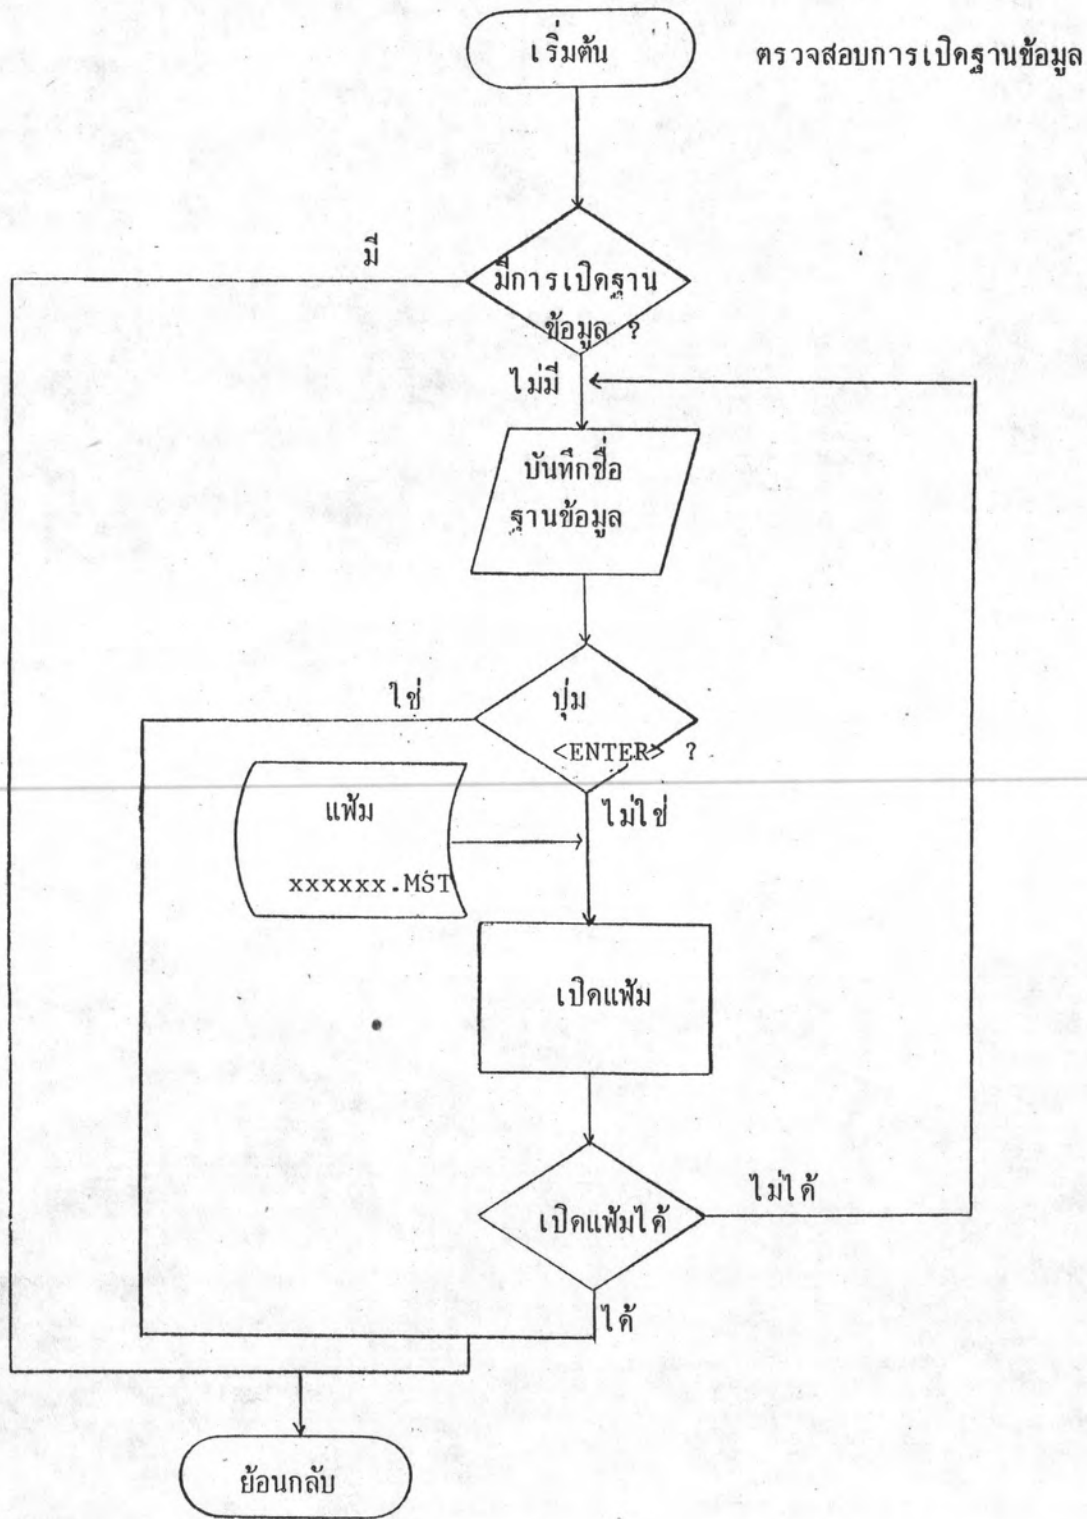 เริ่มต้น
ตรวจสอบการเปิดฐานข้อมูล
มี
มีการเปิดฐาน
ข้อมูล ?
ไม่มี
บันทึกชื่อ
ฐานข้อมูล
ใช่
ปุ่ม
<ENTER> ?
ไม่ใช่
แฟ้ม
xxxxxx.MST
เปิดแฟ้ม
เปิดแฟ้มได้
ไม่ได้
ได้
ย้อนกลับ